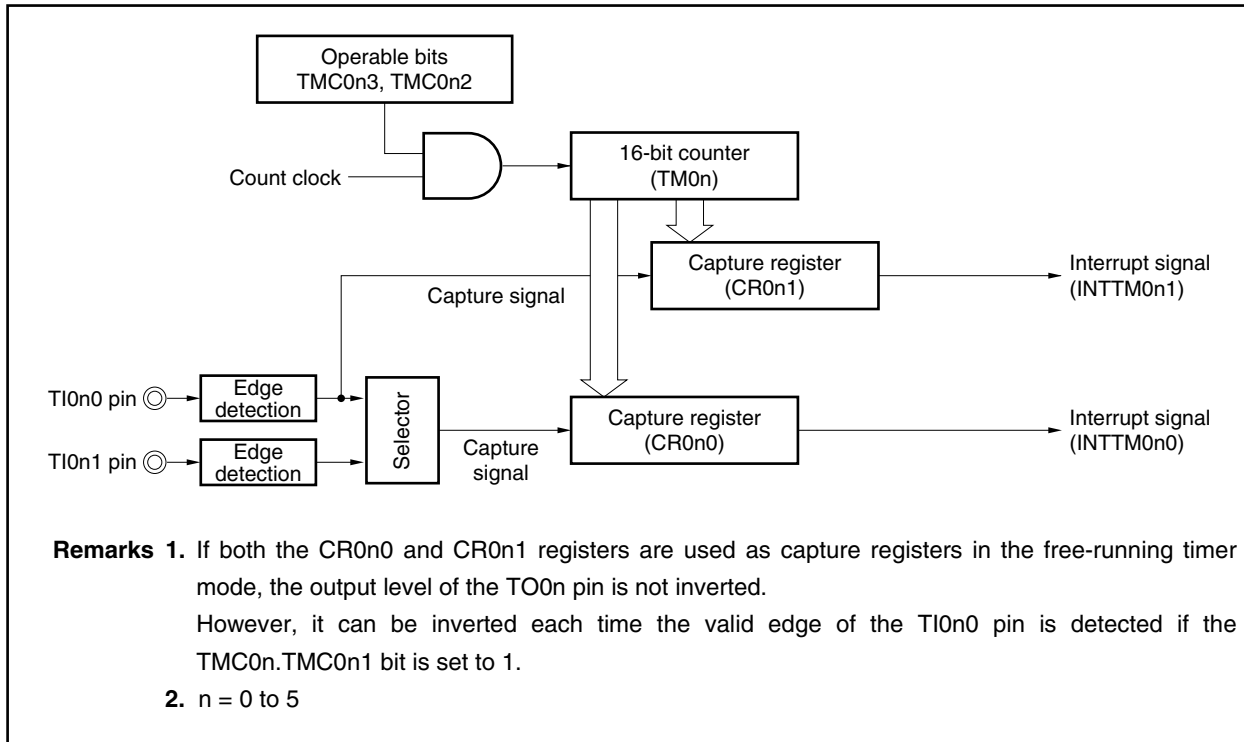 Operable bits
TMC0n3, TMC0n2
Count clock
16-bit counter
(TM0n)
Capture register
(CR0n1)
Interrupt signal
(INTTM0n1)
Capture signal
TI0n0 pin
Edge
detection
Selector
Capture register
(CR0n0)
Interrupt signal
(INTTM0n0)
TI0n1 pin
Edge
detection
Capture
signal
Remarks 1. If both the CR0n0 and CR0n1 registers are used as capture registers in the free-running timer
mode, the output level of the TO0n pin is not inverted.
However, it can be inverted each time the valid edge of the TI0n0 pin is detected if the
TMC0n.TMC0n1 bit is set to 1.
2. n = 0 to 5